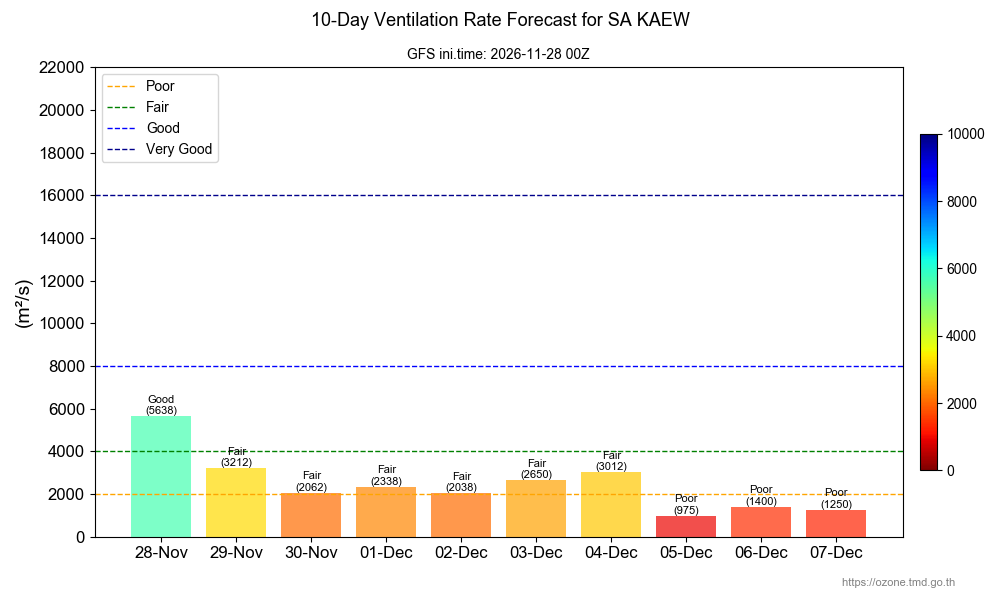 10-Day Ventilation Rate Forecast for SA KAEW
GFS ini.time: 2026-11-28 00Z
(m²/s)
22000
20000
18000
16000
14000
12000
10000
8000
6000
4000
2000
0
Poor
Fair
Good
Very Good
Good
(5638)
Fair
(3212)
Fair
(2062)
Fair
(2338)
Fair
(2038)
Fair
(2650)
Fair
(3012)
Poor
(975)
Poor
(1400)
Poor
(1250)
28-Nov 29-Nov 30-Nov 01-Dec 02-Dec 03-Dec 04-Dec 05-Dec 06-Dec 07-Dec
10000
8000
6000
4000
2000
0
https://ozone.tmd.go.th